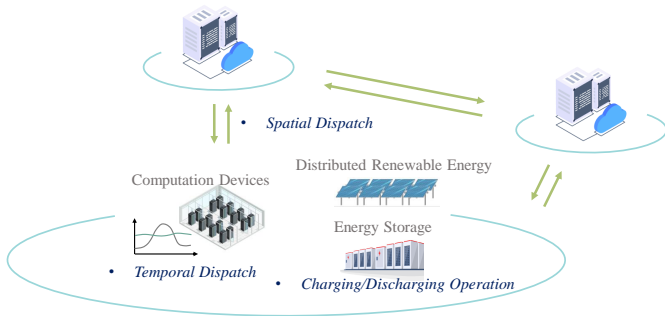 • Spatial Dispatch
Distributed Renewable Energy
Computation Devices
Energy Storage
• Temporal Dispatch
• Charging/Discharging Operation